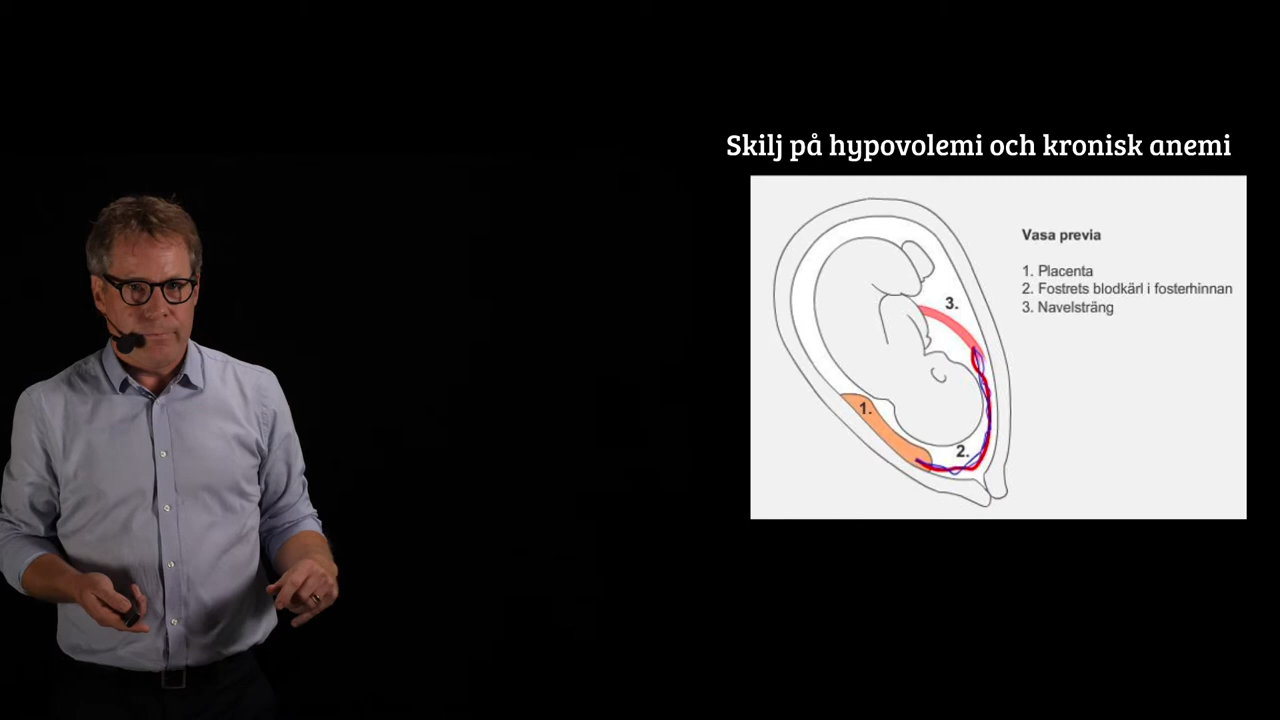 Skilj på hypovolemi och kronisk anemi
Vasa previa
1. Placenta
2. Fostrets blodkärl i fosterhinnan
3. Navelsträng
3.
1.
2.